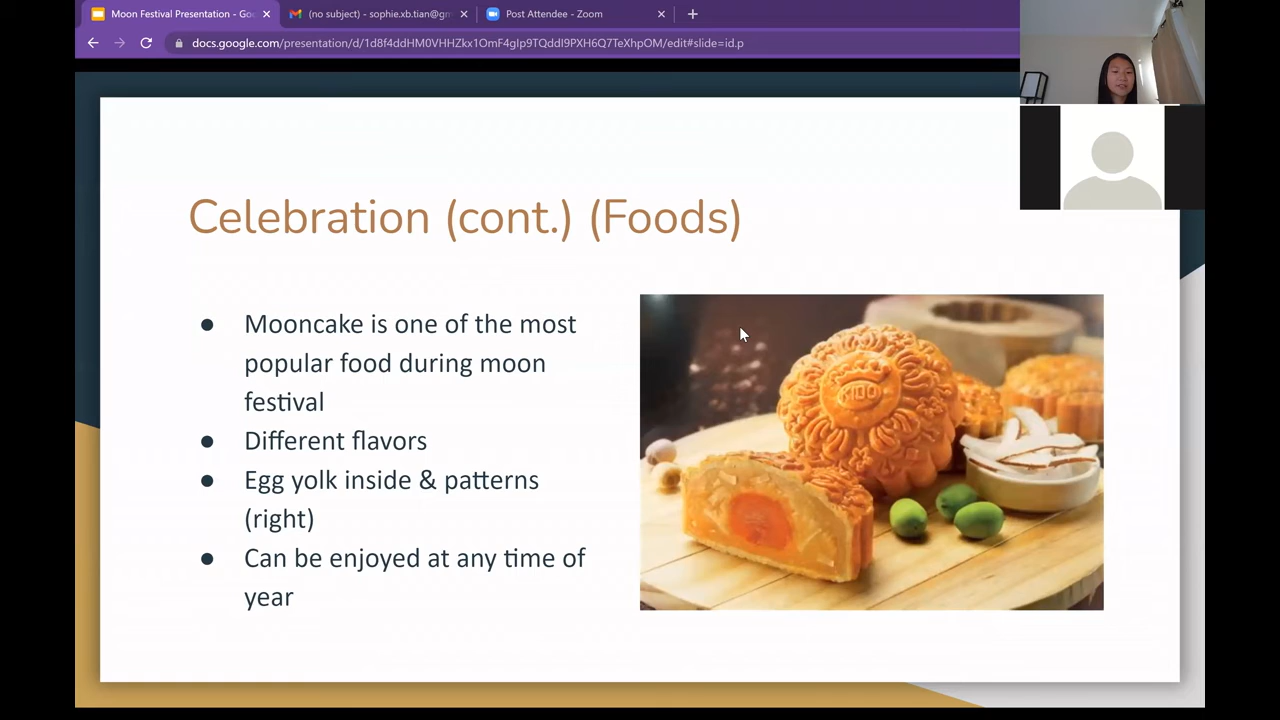 Moon Festival Presentation - Goo
(no subject) - sophie.xb.tian@gm
Post Attendee - Zoom
docs.google.com/presentation/d/1d8f4ddHM0VHHZkx1OmF4gIp9TQddI9PXH6Q7TeXhpOM/edit#slide=id.p
Celebration (cont.) (Foods)
● Mooncake is one of the most
popular food during moon
festival
● Different flavors
● Egg yolk inside & patterns
(right)
● Can be enjoyed at any time of
year